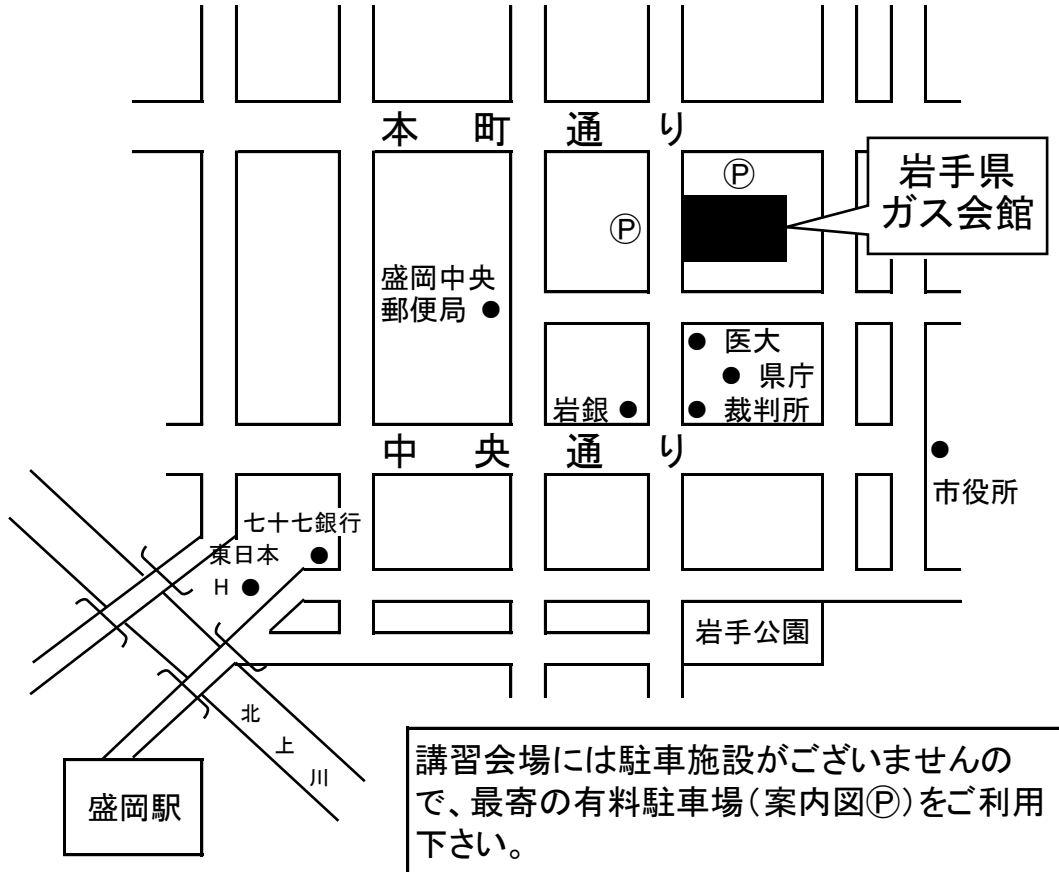 本町通り
Ⓟ
岩手県
ガス会館
Ⓟ
盛岡中央
郵便局
医大
県庁
岩銀
裁判所
中央通り
市役所
七十七銀行
東日本
H
岩手公園
北上川
盛岡駅
講習会場には駐車施設がございませんの
で、最寄の有料駐車場(案内図Ⓟ)をご利用
下さい。